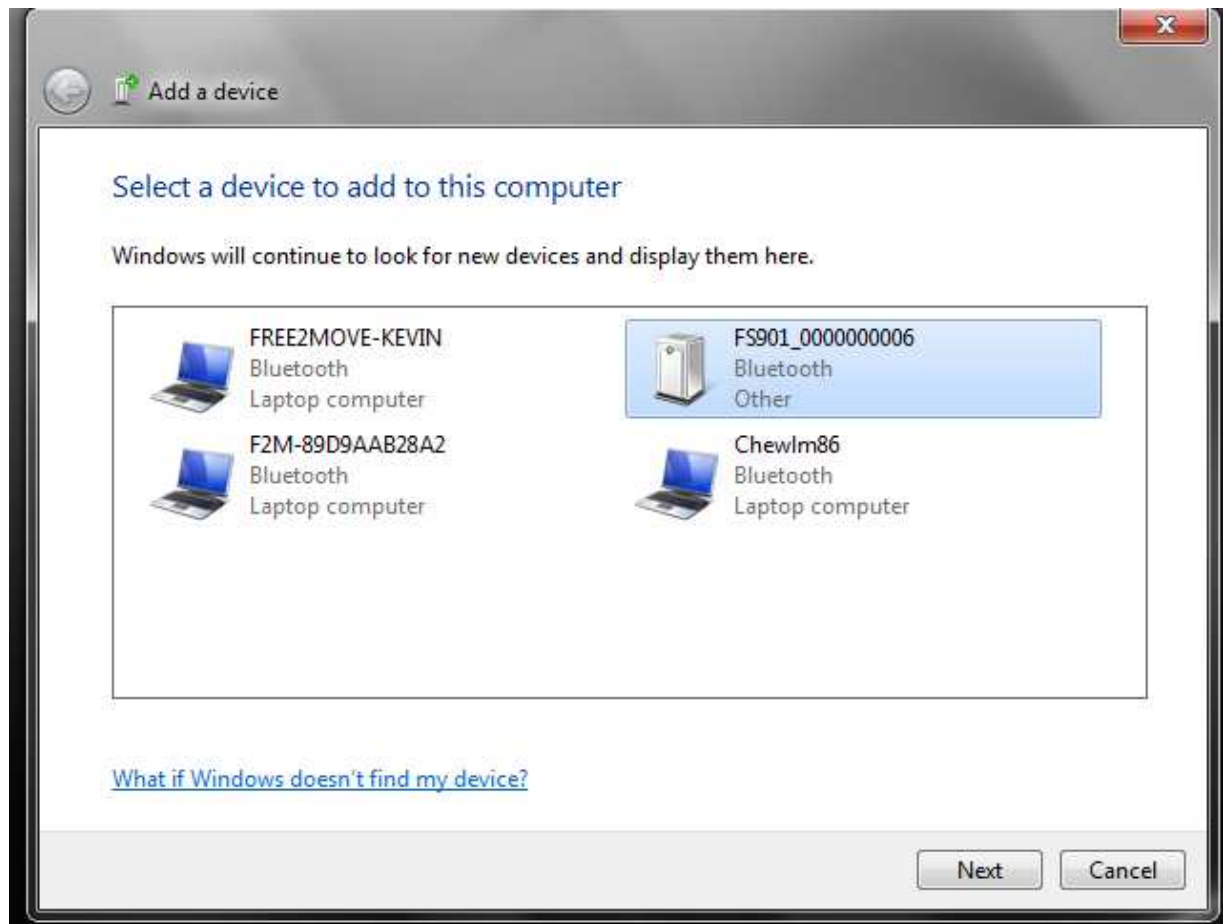 Add a device
Select a device to add to this computer
Windows will continue to look for new devices and display them here.
FREE2MOVE-KEVIN
Bluetooth
Laptop computer
FS901_0000000006
Bluetooth
Other
F2M-89D9AAB28A2
Bluetooth
Laptop computer
ChewIm86
Bluetooth
Laptop computer
What if Windows doesn't find my device?
Next
Cancel